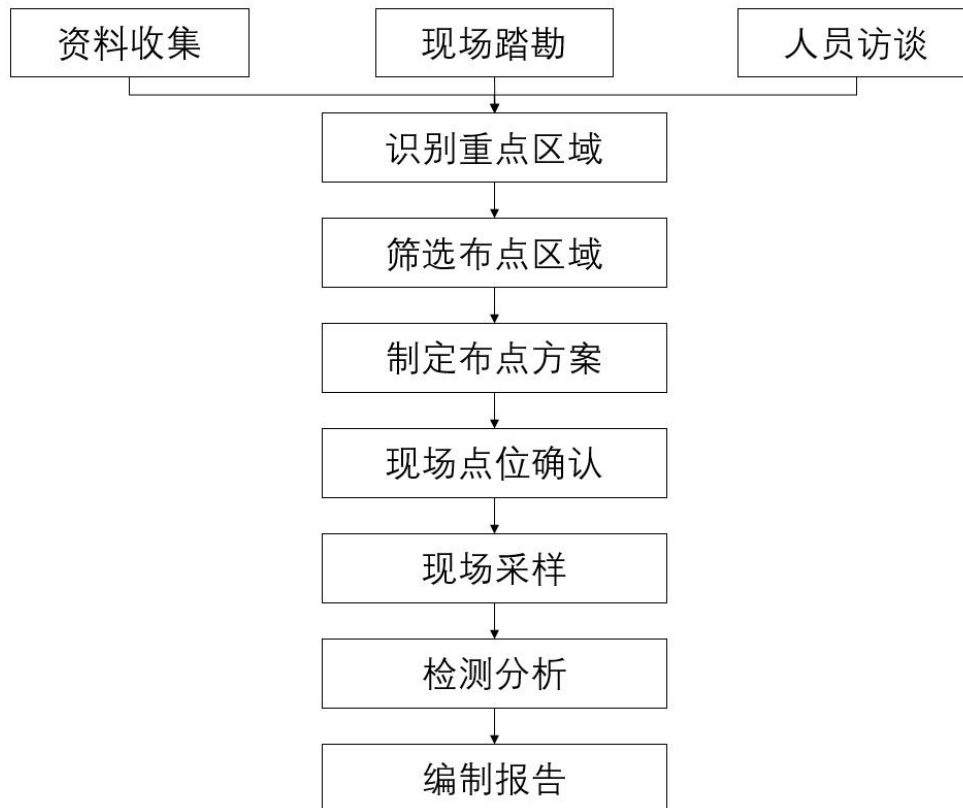 资料收集
现场踏勘
人员访谈
识别重点区域
筛选布点区域
制定布点方案
现场点位确认
现场采样
检测分析
编制报告